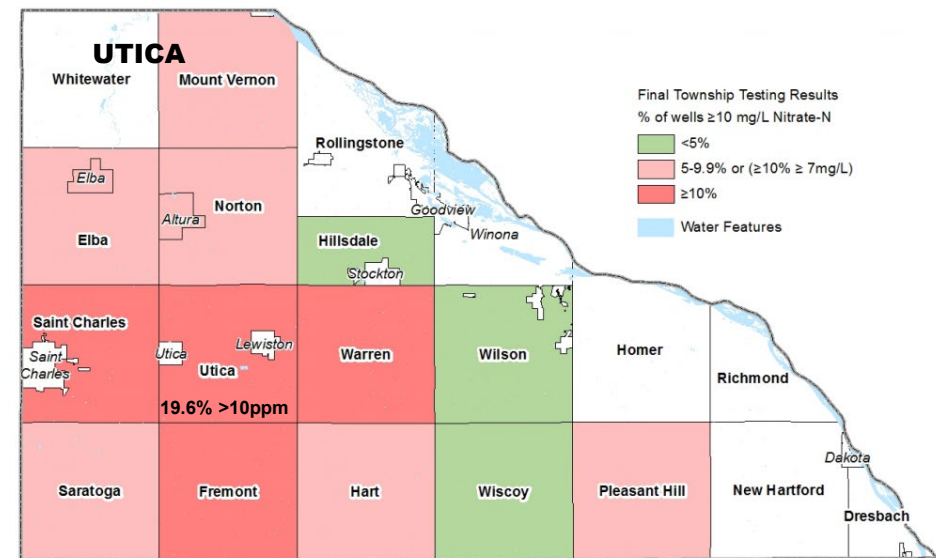 UTICA
Whitewater
Mount Vernon
Final Township Testing Results
% of wells ≥10 mg/L Nitrate-N
<5%
5-9.9% or (≥10% ≥ 7mg/L)
≥10%
Water Features
Rollingstone
Elba
Altura
Norton
Elba
Goodview
Winona
Hillsdale
Stockton
Saint Charles
Saint
Charles
Utica
Lewiston
Utica
19.6% >10ppm
Warren
Wilson
Homer
Richmond
Dakota
Saratoga
Fremont
Hart
Wiscoy
Pleasant Hill
New Hartford
Dresbach